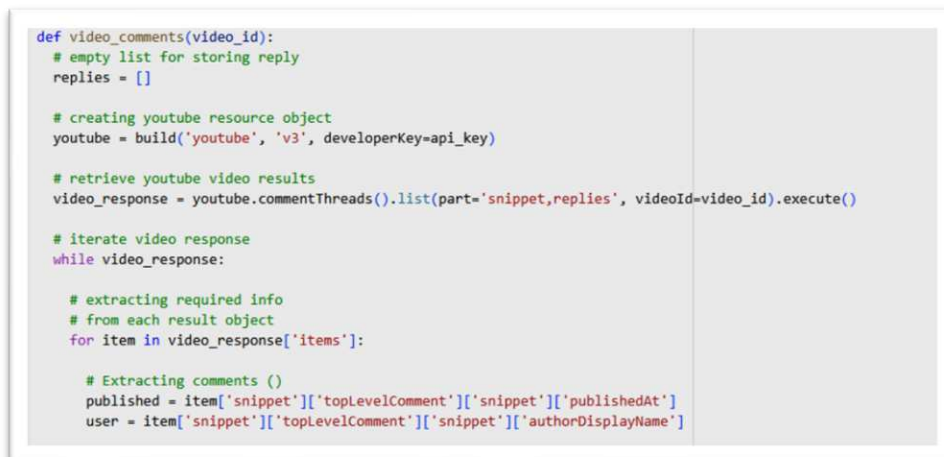 def video_comments(video_id):
  # empty list for storing reply
  replies = []

  # creating youtube resource object
  youtube = build('youtube', 'v3', developerKey=api_key)

  # retrieve youtube video results
  video_response = youtube.commentThreads().list(part='snippet,replies', videoId=video_id).execute()

  # iterate video response
  while video_response:

    # extracting required info
    # from each result object
    for item in video_response['items']:

      # Extracting comments ()
      published = item['snippet']['topLevelComment']['snippet']['publishedAt']
      user = item['snippet']['topLevelComment']['snippet']['authorDisplayName']